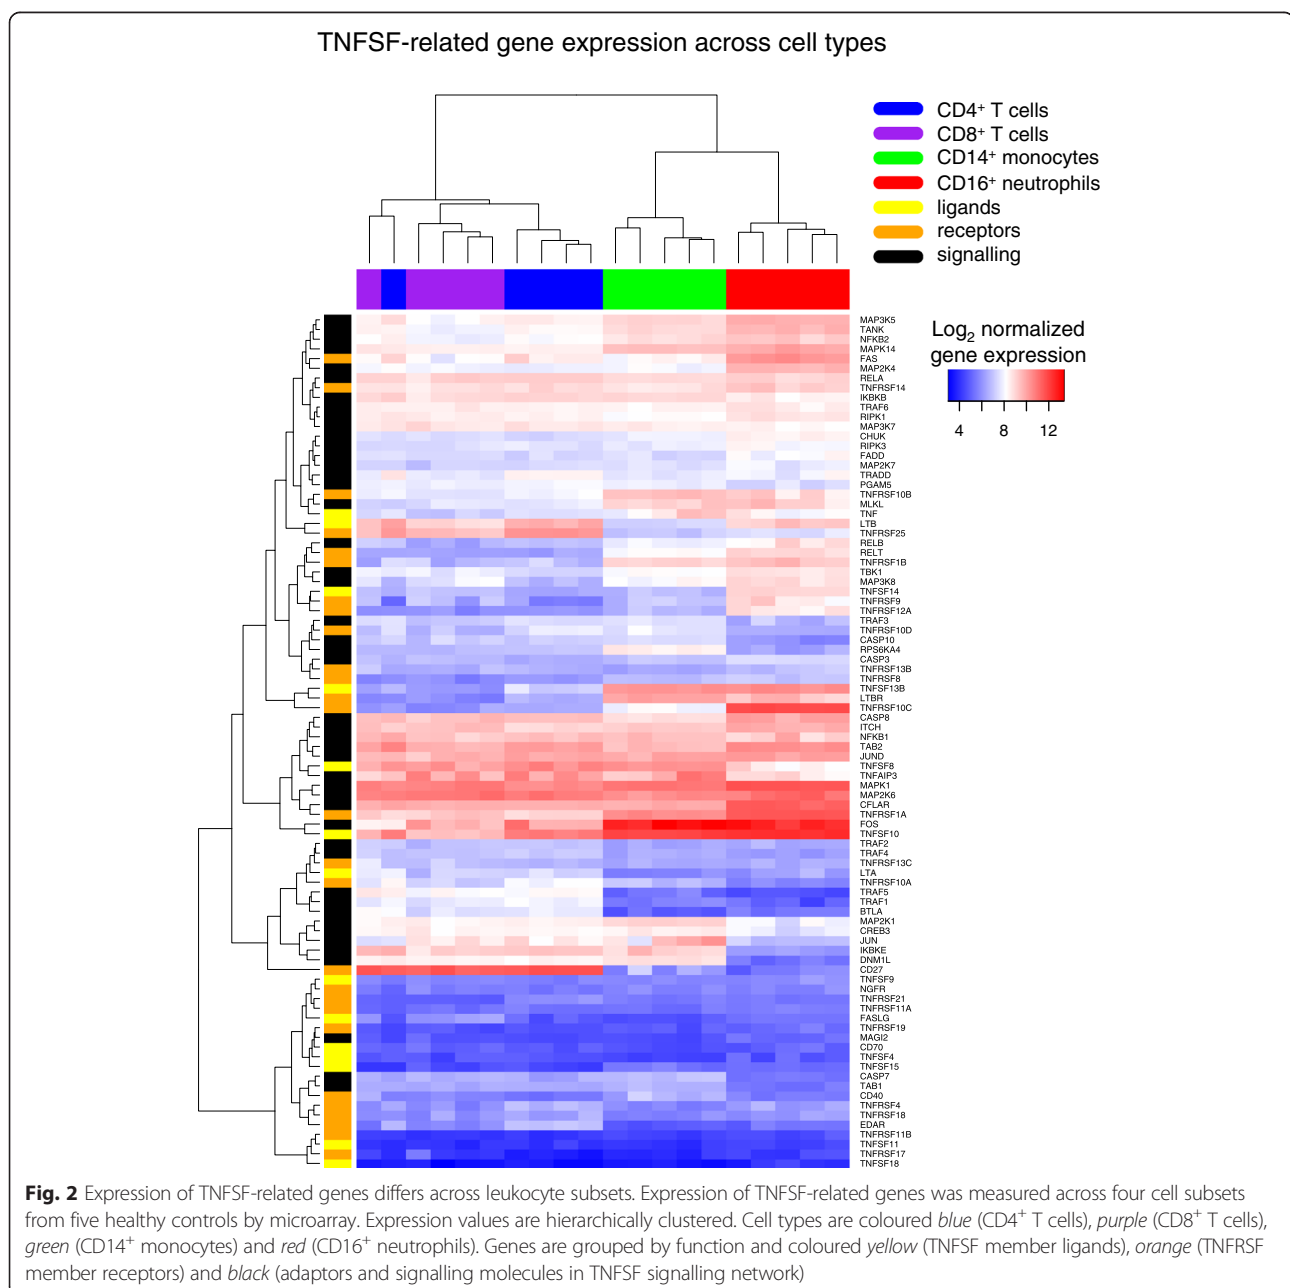 TNFSF-related gene expression across cell types
CD4+ T cells
CD8+ T cells
CD14+ monocytes
CD16+ neutrophils
ligands
receptors
signalling
Log2 normalized
gene expression
4 8 12
MAP3K5
TANK
NFKB2
MAPK14
FAS
MAP2K4
RELA
TNFRSF14
IKBKB
TRAF6
RIPK1
MAP3K7
CHUK
RIPK3
FADD
MAP2K7
TRADD
PGAM5
TNFRSF10B
MLKL
TNF
LTB
TNFRSF25
RELB
RELT
TNFRSF1B
TBK1
MAP3K8
TNFSF14
TNFRSF9
TNFRSF12A
TRAF3
TNFRSF10D
CASP10
RPS6KA4
CASP3
TNFRSF13B
TNFRSF8
TNFSF13B
LTBR
TNFRSF10C
CASP8
ITCH
NFKB1
TAB2
JUND
TNFSF8
TNFAIP3
MAPK1
MAP2K6
CFLAR
TNFRSF1A
FOS
TNFSF10
TRAF2
TRAF4
TNFRSF13C
LTA
TNFRSF10A
TRAF5
TRAF1
BTLA
MAP2K1
CREB3
JUN
IKBKE
DNM1L
CD27
TNFSF9
NGFR
TNFRSF21
TNFRSF11A
FASLG
TNFRSF19
MAGI2
CD70
TNFSF4
TNFSF15
CASP7
TAB1
CD40
TNFRSF4
TNFRSF18
EDAR
TNFRSF11B
TNFSF11
TNFRSF17
TNFSF18
Fig. 2 Expression of TNFSF-related genes differs across leukocyte subsets. Expression of TNFSF-related genes was measured across four cell subsets
from five healthy controls by microarray. Expression values are hierarchically clustered. Cell types are coloured blue (CD4+ T cells), purple (CD8+ T cells),
green (CD14+ monocytes) and red (CD16+ neutrophils). Genes are grouped by function and coloured yellow (TNFSF member ligands), orange (TNFRSF
member receptors) and black (adaptors and signalling molecules in TNFSF signalling network)